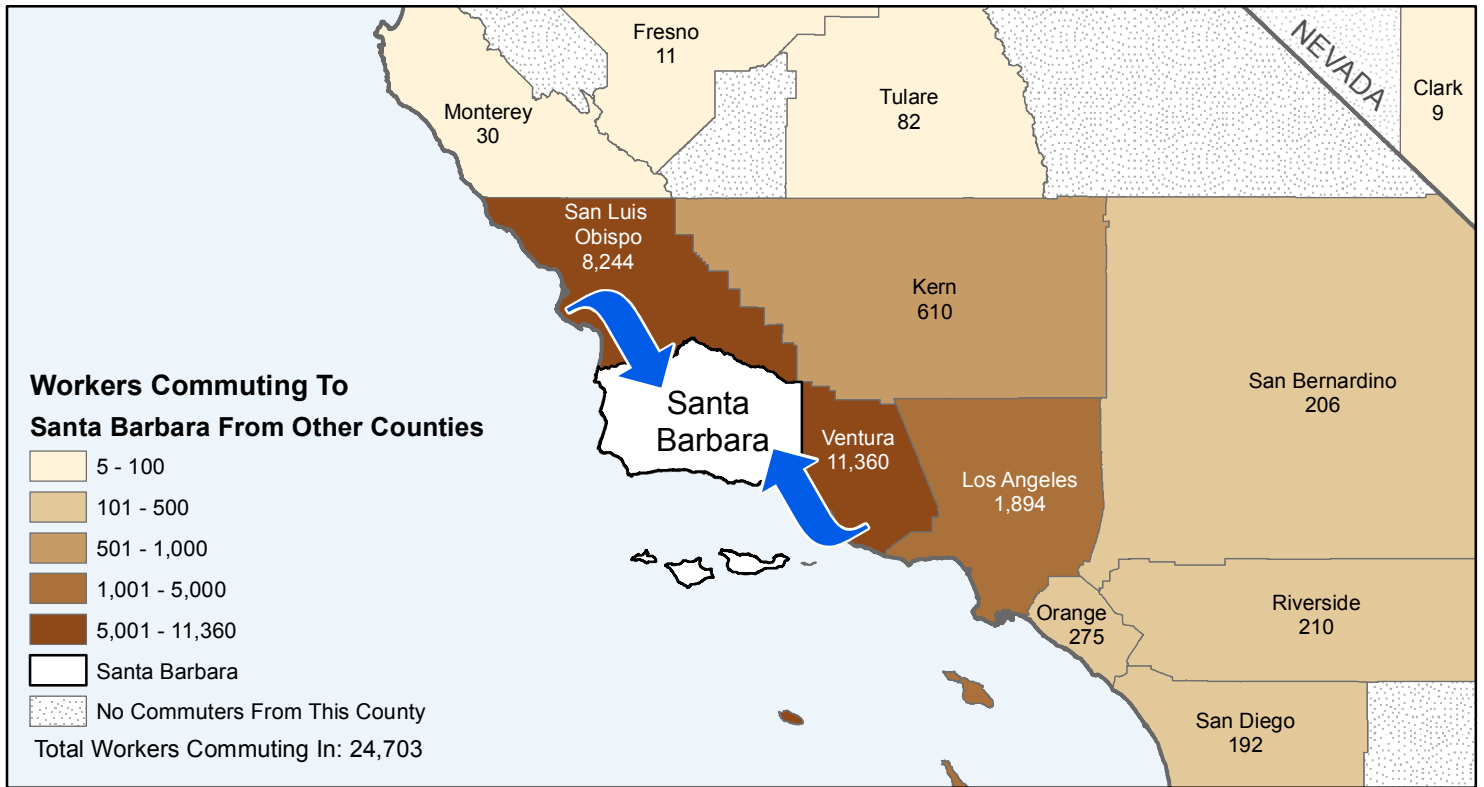 Fresno
11
NEVADA
Clark
9
Monterey
30
Tulare
82
San Luis
Obispo
8,244
Kern
610
San Bernardino
206
Santa
Barbara
Ventura
11,360
Los Angeles
1,894
Orange
275
Riverside
210
San Diego
192
Workers Commuting To
Santa Barbara From Other Counties
5 - 100
101 - 500
501 - 1,000
1,001 - 5,000
5,001 - 11,360
Santa Barbara
No Commuters From This County
Total Workers Commuting In: 24,703